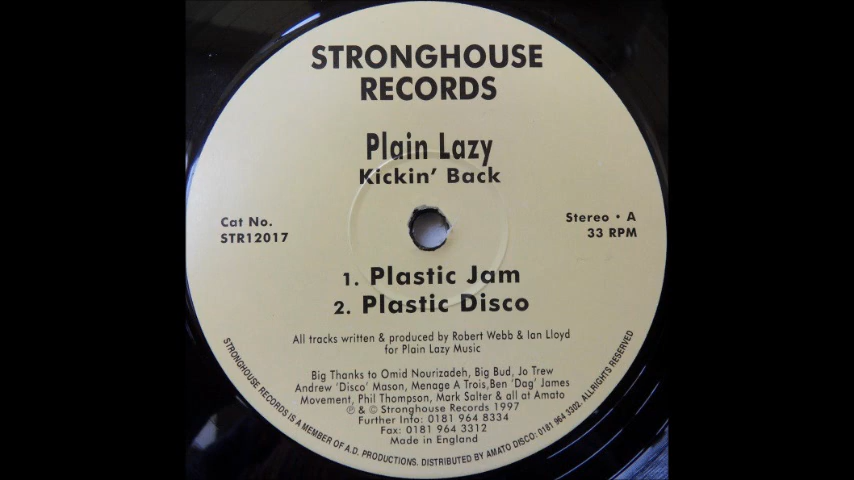 STRONGHOUSE
RECORDS
Plain Lazy
Kickin' Back
Cat No.
STR12017
Stereo • A
33 RPM
1. Plastic Jam
2. Plastic Disco
All tracks written & produced by Robert Webb & Ian Lloyd
for Plain Lazy Music
Big Thanks to Omid Nourizadeh, Big Bud, Jo Trew
Andrew 'Disco' Mason, Menage A Trois,Ben 'Dag' James
Movement, Phil Thompson, Mark Salter & all at Amato
℗ & © Stronghouse Records 1997
Further Info: 0181 964 8334
Fax: 0181 964 3312
Made in England
STRONGHOUSE RECORDS IS A MEMBER OF A.D. PRODUCTIONS. DISTRIBUTED BY AMATO DISCO: 0181 964 3302. ALLRIGHTS RESERVED